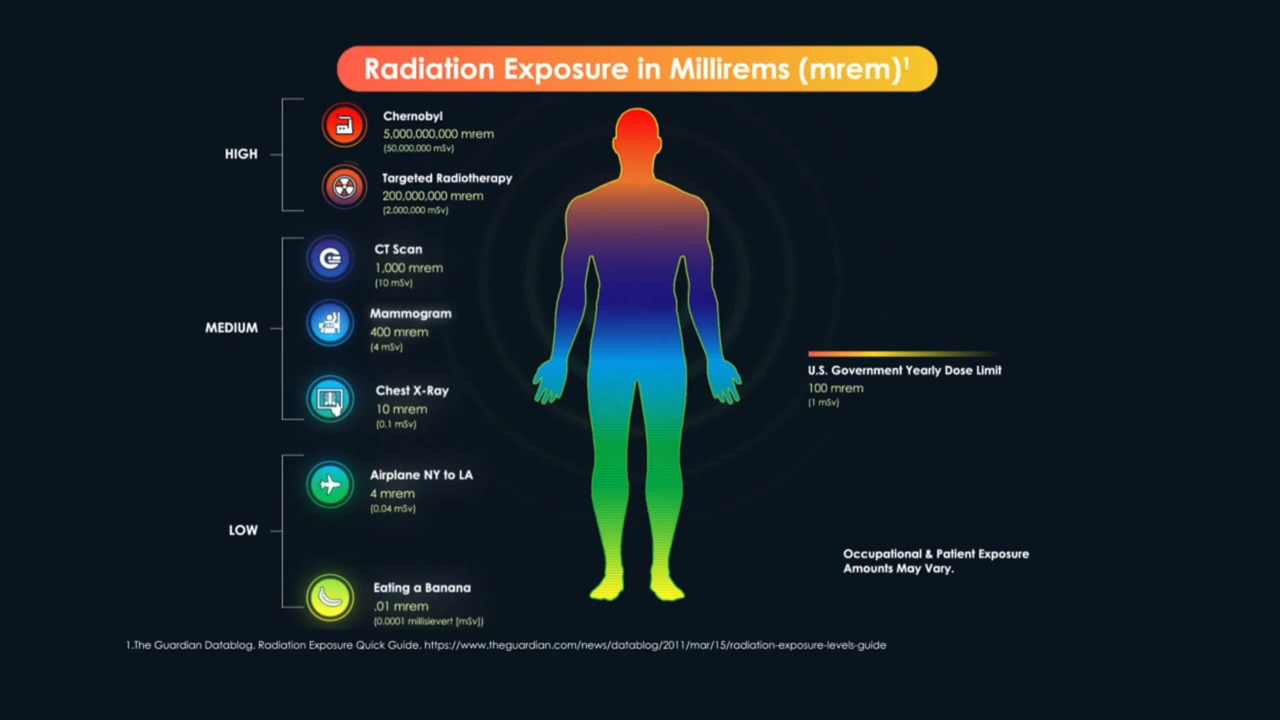 Radiation Exposure in Millirems (mrem)¹
HIGH
Chernobyl
5,000,000,000 mrem
(50,000,000 mSv)
Targeted Radiotherapy
200,000,000 mrem
(2,000,000 mSv)
MEDIUM
CT Scan
1,000 mrem
(10 mSv)
Mammogram
400 mrem
(4 mSv)
Chest X-Ray
10 mrem
(0.1 mSv)
U.S. Government Yearly Dose Limit
100 mrem
(1 mSv)
LOW
Airplane NY to LA
4 mrem
(0.04 mSv)
Eating a Banana
.01 mrem
(0.0001 millisievert [mSv])
Occupational & Patient Exposure
Amounts May Vary.
1.The Guardian Datablog. Radiation Exposure Quick Guide. https://www.theguardian.com/news/datablog/2011/mar/15/radiation-exposure-levels-guide